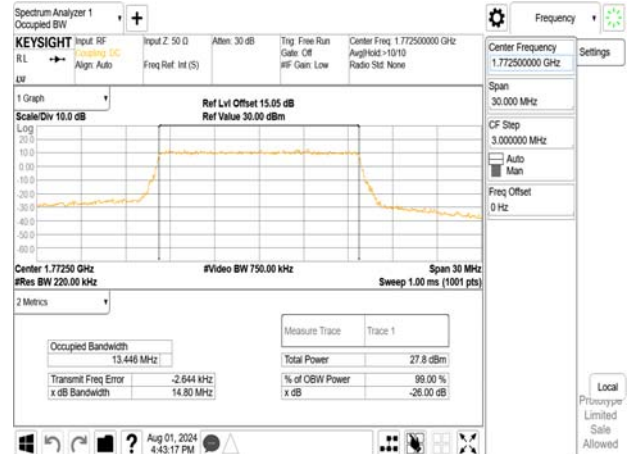 Spectrum Analyzer 1
Occupied BW
Frequency
KEYSIGHT
Input: RF
Coupling: DC
Align: Auto
Input Z: 50 Ω
Freq Ref: Int (S)
Atten: 30 dB
Trig: Free Run
Gate: Off
#IF Gain: Low
Center Freq: 1.772500000 GHz
Avg|Hold:>10/10
Radio Std: None
RL
Center Frequency
1.772500000 GHz
Settings
Span
30.000 MHz
CF Step
3.000000 MHz
Auto
Man
Freq Offset
0 Hz
1 Graph
Scale/Div 10.0 dB
Ref Lvl Offset 15.05 dB
Ref Value 30.00 dBm
Log
20.0
10.0
0.00
-10.0
-20.0
-30.0
-40.0
-50.0
-60.0
Center 1.77250 GHz
#Video BW 750.00 kHz
Span 30 MHz
#Res BW 220.00 kHz
Sweep 1.00 ms (1001 pts)
2 Metrics
Measure Trace
Trace 1
Occupied Bandwidth
13.446 MHz
Total Power
27.8 dBm
Transmit Freq Error
-2.644 kHz
% of OBW Power
99.00 %
x dB Bandwidth
14.80 MHz
x dB
-26.00 dB
Local
Prototype
Limited
Sale
Allowed
?
Aug 01, 2024
4:43:17 PM